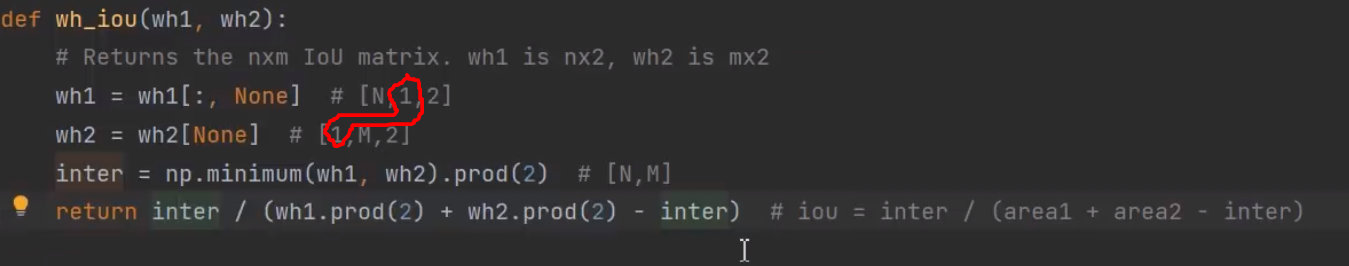 def wh_iou(wh1, wh2):
# Returns the nxm IoU matrix. wh1 is nx2, wh2 is mx2
wh1 = wh1[:, None]  # [N,1,2]
wh2 = wh2[None]  # [1,M,2]
inter = np.minimum(wh1, wh2).prod(2)  # [N,M]
return inter / (wh1.prod(2) + wh2.prod(2) - inter)  # iou = inter / (area1 + area2 - inter)